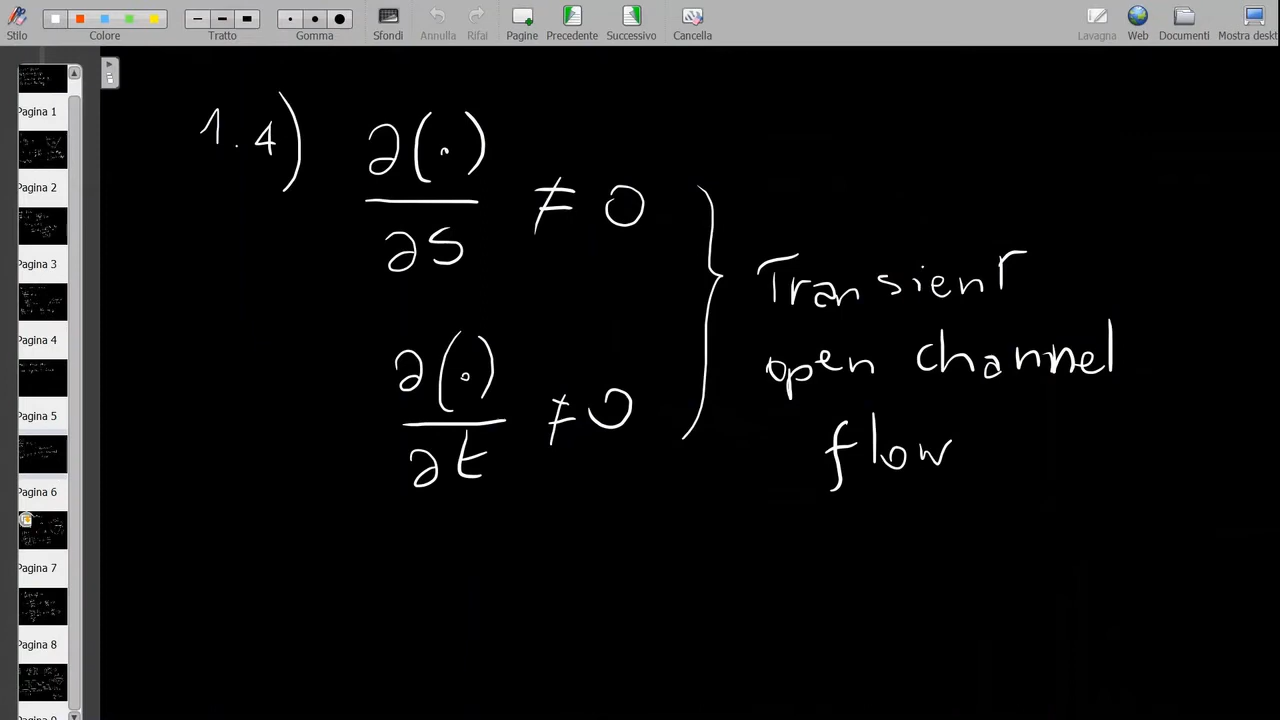 Stilo
Colore
Tratto
Gomma
Sfondi
Annulla
Rifai
Pagine
Precedente
Successivo
Cancella
Lavagna
Web
Documenti
Mostra deskt
Pagina 1
Pagina 2
Pagina 3
Pagina 4
Pagina 5
Pagina 6
Pagina 7
Pagina 8
Pagina 9
1.4) ∂(·)/∂s ≠ 0
∂(·)/∂t ≠ 0
Transient
open channel
flow